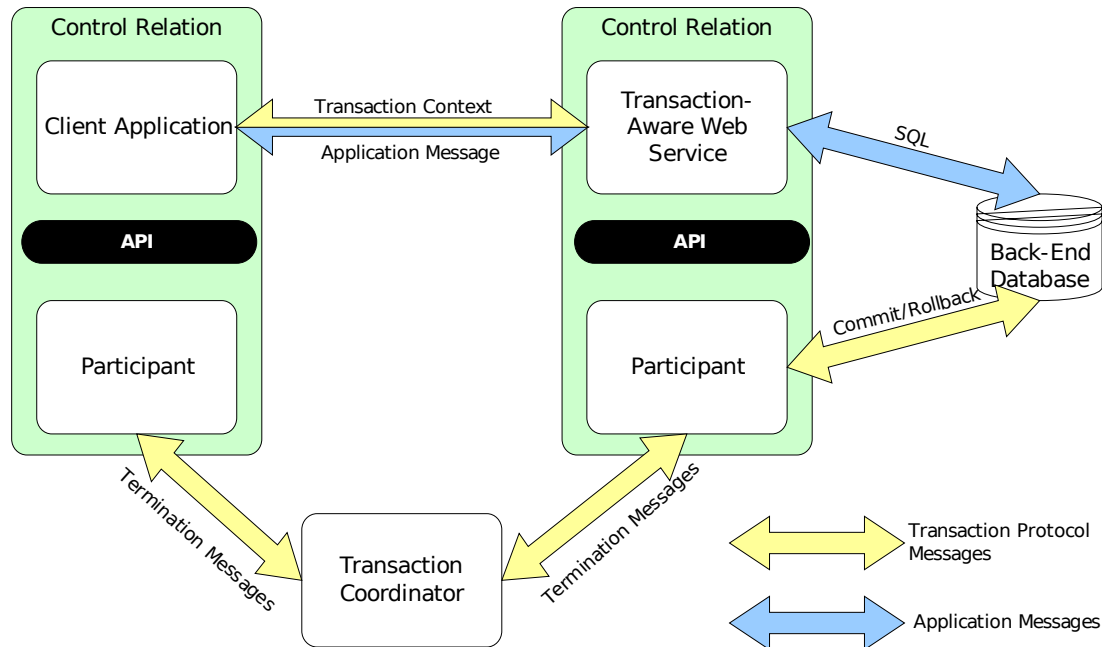 Control Relation
Control Relation
Client Application
Transaction Context
Application Message
Transaction-
Aware Web
Service
SQL
API
API
Back-End
Database
Commit/Rollback
Participant
Participant
Termination Messages
Termination Messages
Transaction
Coordinator
Transaction Protocol
Messages
Application Messages